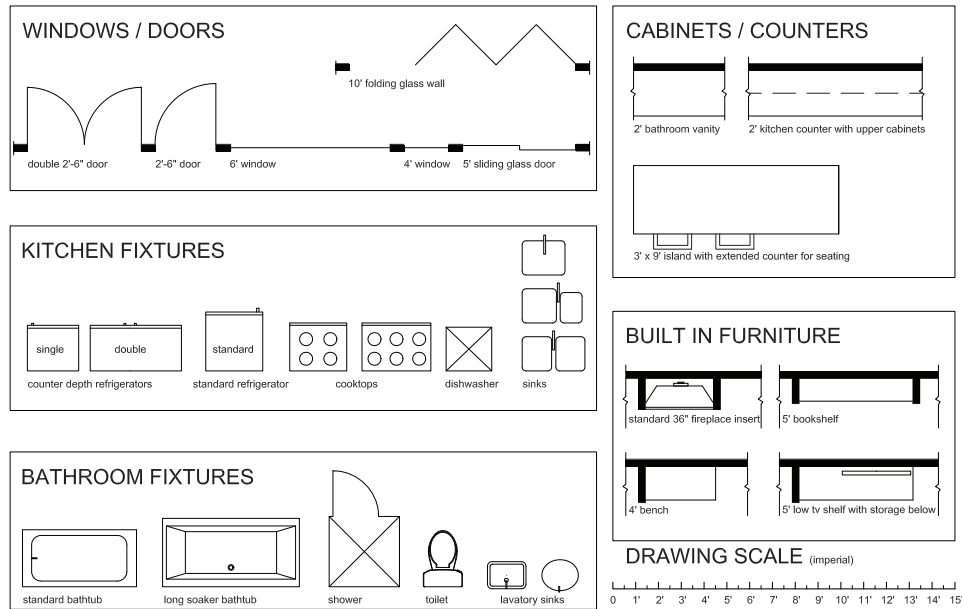 WINDOWS / DOORS
10' folding glass wall
double 2'-6" door
2'-6" door
6' window
4' window
5' sliding glass door
KITCHEN FIXTURES
single
double
standard
counter depth refrigerators
standard refrigerator
cooktops
dishwasher
sinks
BATHROOM FIXTURES
standard bathtub
long soaker bathtub
shower
toilet
lavatory sinks
CABINETS / COUNTERS
2' bathroom vanity
2' kitchen counter with upper cabinets
3' x 9' island with extended counter for seating
BUILT IN FURNITURE
standard 36" fireplace insert
5' bookshelf
4' bench
5' low tv shelf with storage below
DRAWING SCALE (imperial)
0 1' 2' 3' 4' 5' 6' 7' 8' 9' 10' 11' 12' 13' 14' 15'